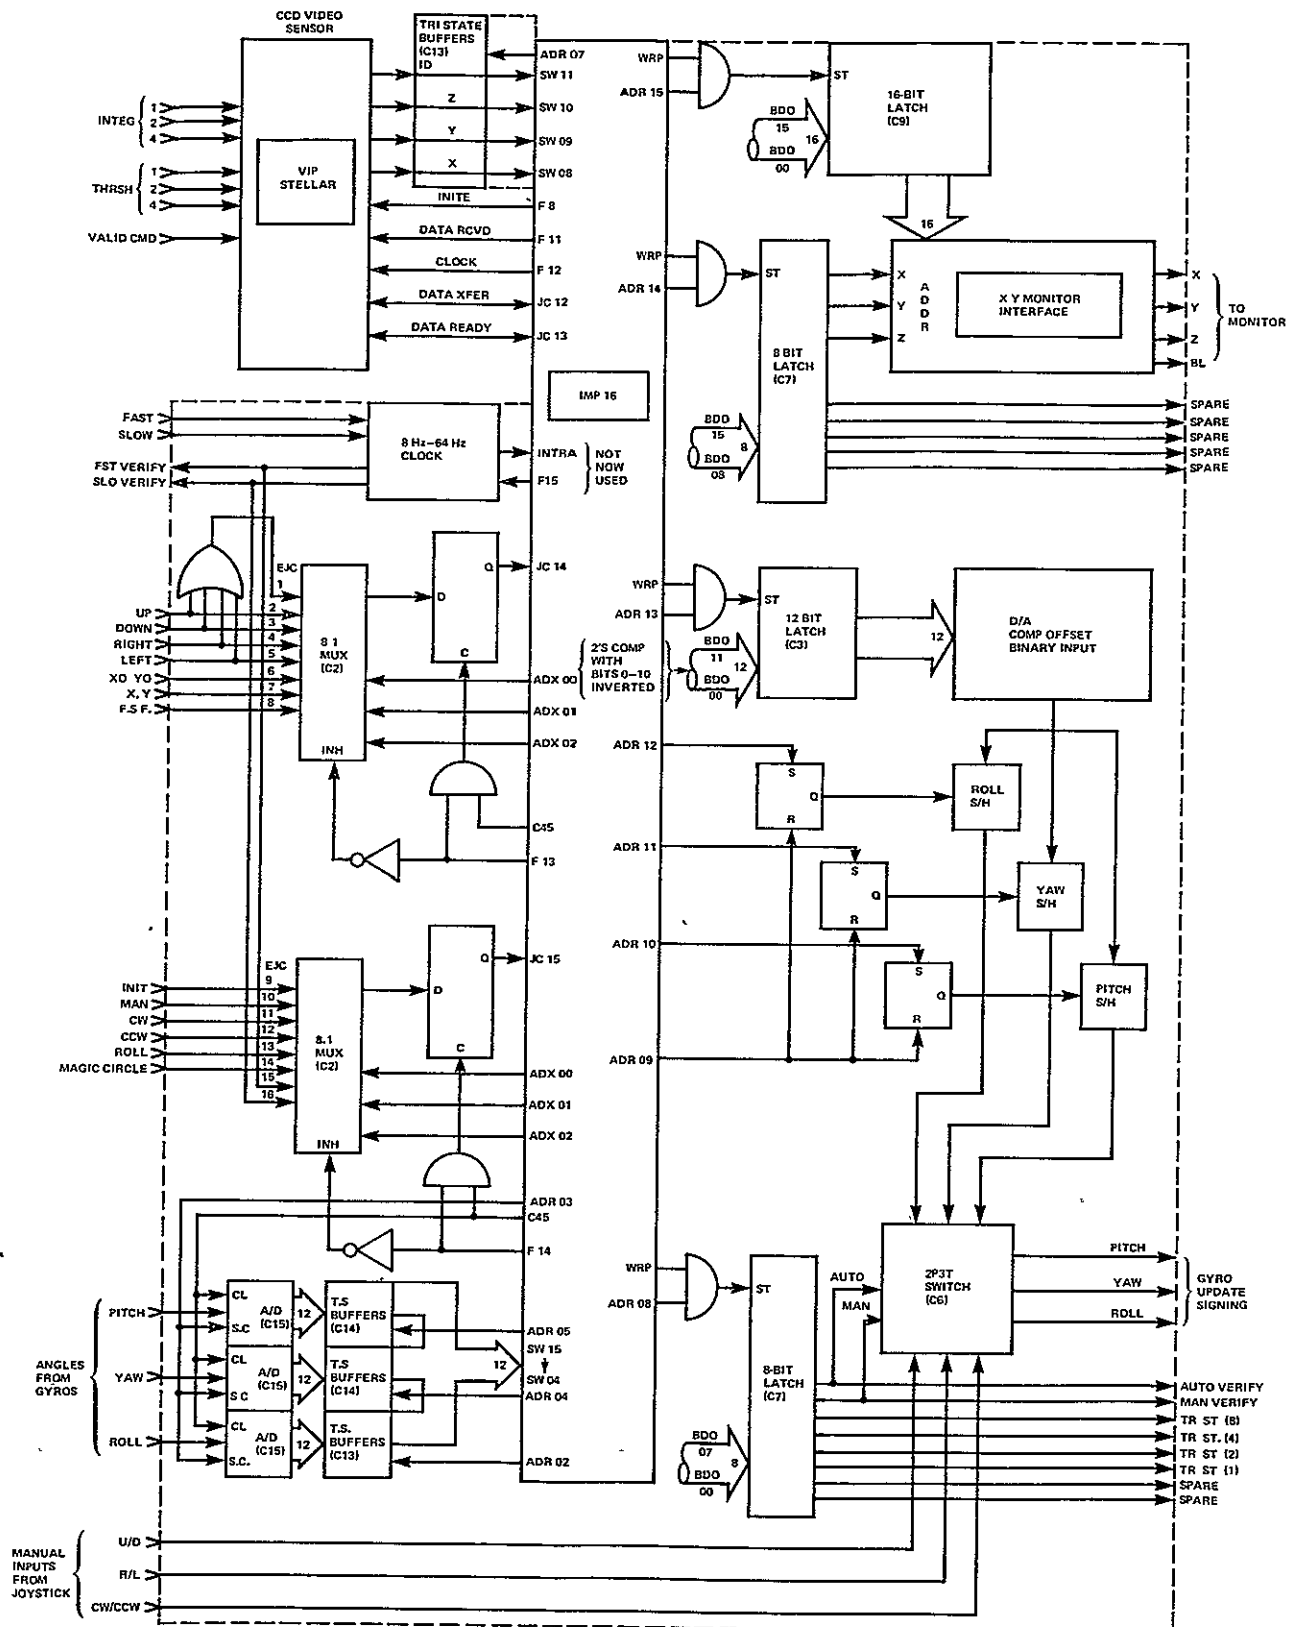 CCD VIDEO
SENSOR
TRI STATE
BUFFERS
(C13)
ID
ADR 07
SW 11
Z
SW 10
Y
SW 09
X
SW 08
INTEG
1
2
4
THRSH
1
2
4
VALID CMD
VIP
STELLAR
INITE
F 8
DATA RCVD
F 11
CLOCK
F 12
DATA XFER
JC 12
DATA READY
JC 13
IMP 16
WRP
ADR 15
ST
16-BIT
LATCH
(C9)
BDO
15
16
BDO
00
16
WRP
ADR 14
ST
8 BIT
LATCH
(C7)
BDO
15
8
BDO
08
X
Y
Z
A
D
D
R
X Y MONITOR
INTERFACE
X
Y
Z
BL
TO
MONITOR
SPARE
SPARE
SPARE
SPARE
SPARE
FAST
SLOW
FST VERIFY
SLO VERIFY
8 Hz–64 Hz
CLOCK
INTRA
F15
NOT
NOW
USED
EJC
1
2
3
4
5
6
7
8
UP
DOWN
RIGHT
LEFT
XO YO
X, Y
F.S F.
8 1
MUX
(C2)
INH
D
Q
C
JC 14
ADX 00
ADX 01
ADX 02
C45
F 13
WRP
ADR 13
ST
12 BIT
LATCH
(C3)
2'S COMP
WITH
BITS 0–10
INVERTED
BDO
11
12
BDO
00
12
D/A
COMP OFFSET
BINARY INPUT
ADR 12
S
Q
R
ROLL
S/H
ADR 11
S
Q
R
YAW
S/H
ADR 10
S
Q
R
PITCH
S/H
ADR 09
EJC
9
10
11
12
13
14
15
16
INIT
MAN
CW
CCW
ROLL
MAGIC CIRCLE
8.1
MUX
(C2)
INH
D
Q
C
JC 15
ADX 00
ADX 01
ADX 02
ADR 03
C45
F 14
WRP
ADR 08
ST
8-BIT
LATCH
(C7)
BDO
07
8
BDO
00
AUTO
MAN
2P3T
SWITCH
(C6)
PITCH
YAW
ROLL
GYRO
UPDATE
SIGNING
AUTO VERIFY
MAN VERIFY
TR ST (8)
TR ST. (4)
TR ST (2)
TR ST (1)
SPARE
SPARE
ANGLES
FROM
GYROS
PITCH
YAW
ROLL
CL
S.C
A/D
(C15)
12
T.S
BUFFERS
(C14)
CL
S C
A/D
(C15)
12
T.S
BUFFERS
(C14)
CL
S.C.
A/D
(C15)
12
T.S.
BUFFERS
(C13)
ADR 05
SW 15
12
SW 04
ADR 04
ADR 02
MANUAL
INPUTS
FROM
JOYSTICK
U/D
R/L
CW/CCW